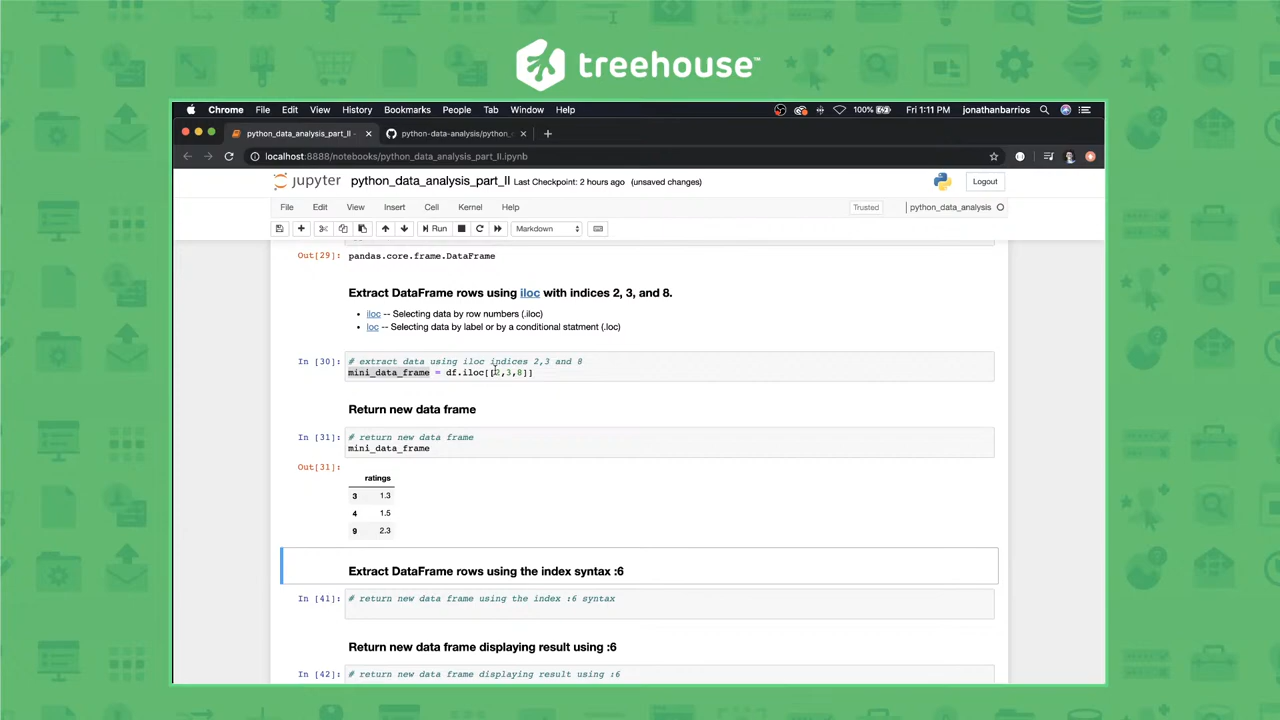 treehouse™
Chrome File Edit View History Bookmarks People Tab Window Help 100% Fri 1:11 PM jonathanbarrios
python_data_analysis_part_II - python-data-analysis/python_
localhost:8888/notebooks/python_data_analysis_part_II.ipynb
jupyter python_data_analysis_part_II Last Checkpoint: 2 hours ago (unsaved changes) Logout
File Edit View Insert Cell Kernel Help Trusted python_data_analysis
Run Markdown
Out[29]: pandas.core.frame.DataFrame
Extract DataFrame rows using iloc with indices 2, 3, and 8.
• iloc -- Selecting data by row numbers (.iloc)
• loc -- Selecting data by label or by a conditional statment (.loc)
In [30]: # extract data using iloc indices 2,3 and 8
mini_data_frame = df.iloc[[2,3,8]]
Return new data frame
In [31]: # return new data frame
mini_data_frame
Out[31]:
ratings
3 1.3
4 1.5
9 2.3
Extract DataFrame rows using the index syntax :6
In [41]: # return new data frame using the index :6 syntax
Return new data frame displaying result using :6
In [42]: # return new data frame displaying result using :6